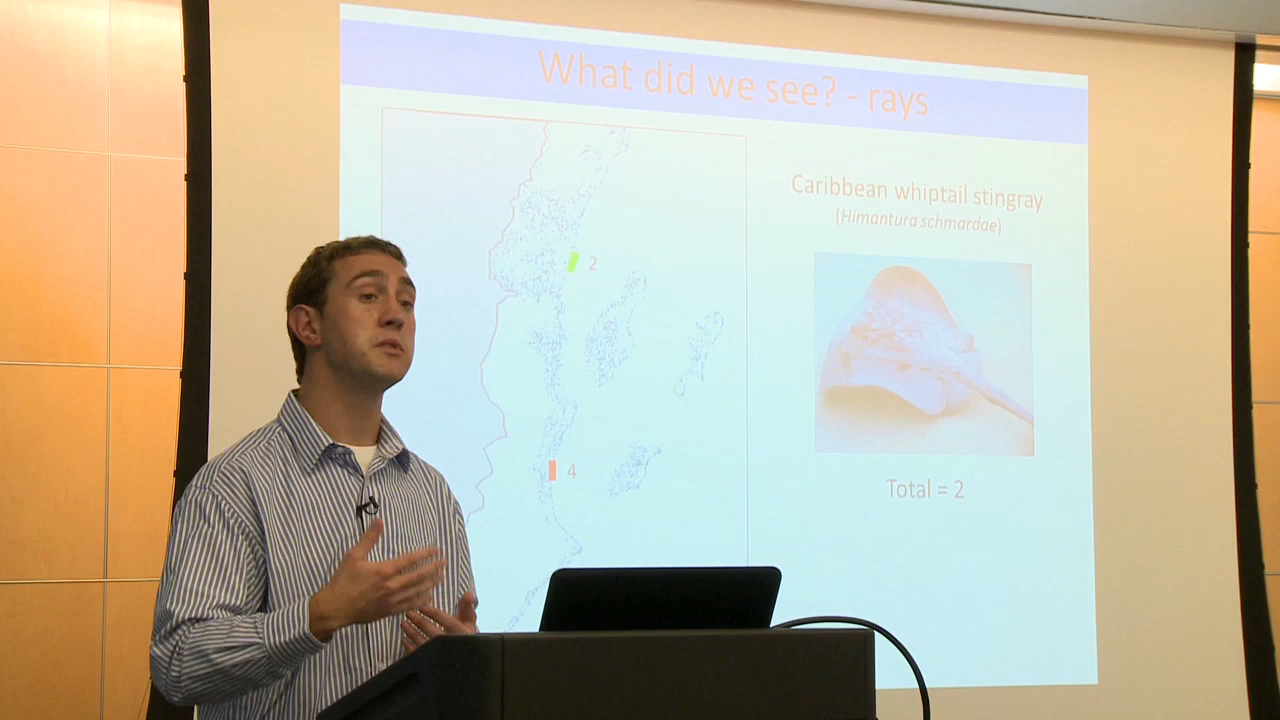 What did we see? - rays
Caribbean whiptail stingray
(Himantura schmardae)
2
4
Total = 2